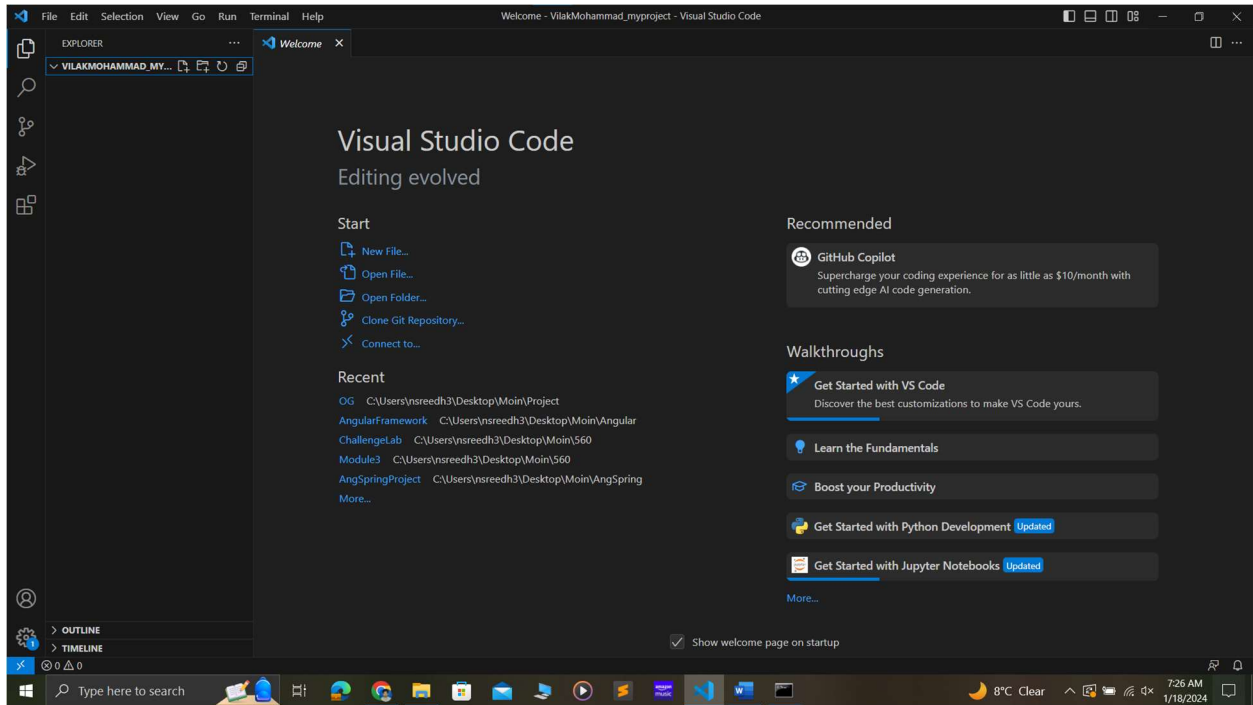 File Edit Selection View Go Run Terminal Help
Welcome - VilakMohammad_myproject - Visual Studio Code
EXPLORER
Welcome
VILAKMOHAMMAD_MY...
Visual Studio Code
Editing evolved
Start
New File...
Open File...
Open Folder...
Clone Git Repository...
Connect to...
Recent
OG C:\Users\nsreedh3\Desktop\Moin\Project
AngularFramework C:\Users\nsreedh3\Desktop\Moin\Angular
ChallengeLab C:\Users\nsreedh3\Desktop\Moin\560
Module3 C:\Users\nsreedh3\Desktop\Moin\560
AngSpringProject C:\Users\nsreedh3\Desktop\Moin\AngSpring
More...
Recommended
GitHub Copilot
Supercharge your coding experience for as little as $10/month with
cutting edge AI code generation.
Walkthroughs
Get Started with VS Code
Discover the best customizations to make VS Code yours.
Learn the Fundamentals
Boost your Productivity
Get Started with Python Development Updated
Get Started with Jupyter Notebooks Updated
More...
Show welcome page on startup
1
OUTLINE
TIMELINE
0 0
Type here to search
amazon music
8°C Clear
7:26 AM
1/18/2024